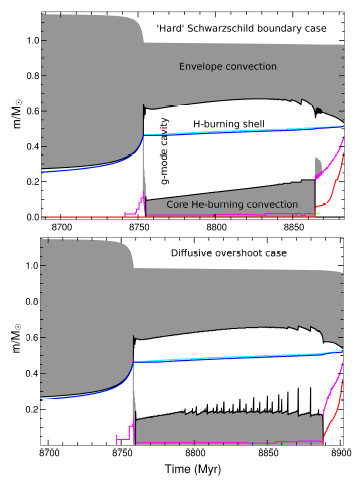 'Hard' Schwarzschild boundary case
1.0
Envelope convection
0.8
m/M☉
0.6
H-burning shell
0.4
g-mode cavity
0.2
Core He-burning convection
0.0
8700 8750 8800 8850
Diffusive overshoot case
1.0
0.8
m/M☉
0.6
0.4
0.2
8700 8750 8800 8850 8900
Time (Myr)